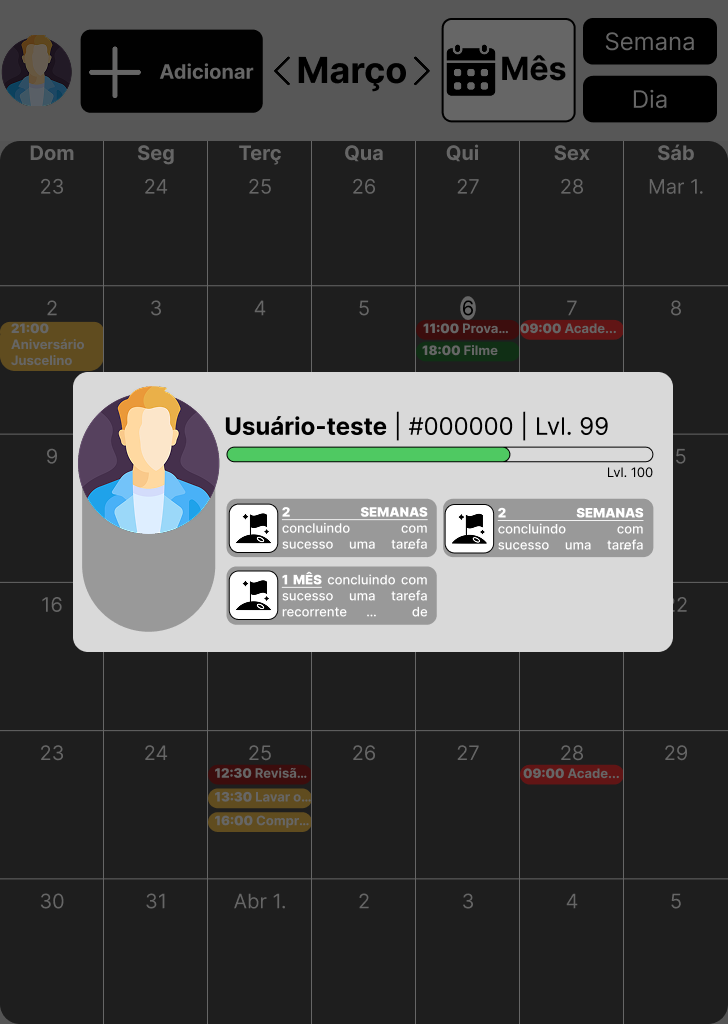 Adicionar
Março
Mês
Semana
Dia
Dom Seg Terç Qua Qui Sex Sáb
23 24 25 26 27 28 Mar 1.
2 3 4 5 6 7 8
21:00
Aniversário
Juscelino
11:00 Prova...
18:00 Filme
09:00 Acade...
Usuário-teste | #000000 | Lvl. 99
Lvl. 100
2 SEMANAS
concluindo com
sucesso uma tarefa
2 SEMANAS
concluindo com
sucesso uma tarefa
1 MÊS concluindo com
sucesso uma tarefa
recorrente ... de
9 5
16 22
23 24 25 26 27 28 29
12:30 Revisã...
13:30 Lavar o...
16:00 Compr...
09:00 Acade...
30 31 Abr 1. 2 3 4 5